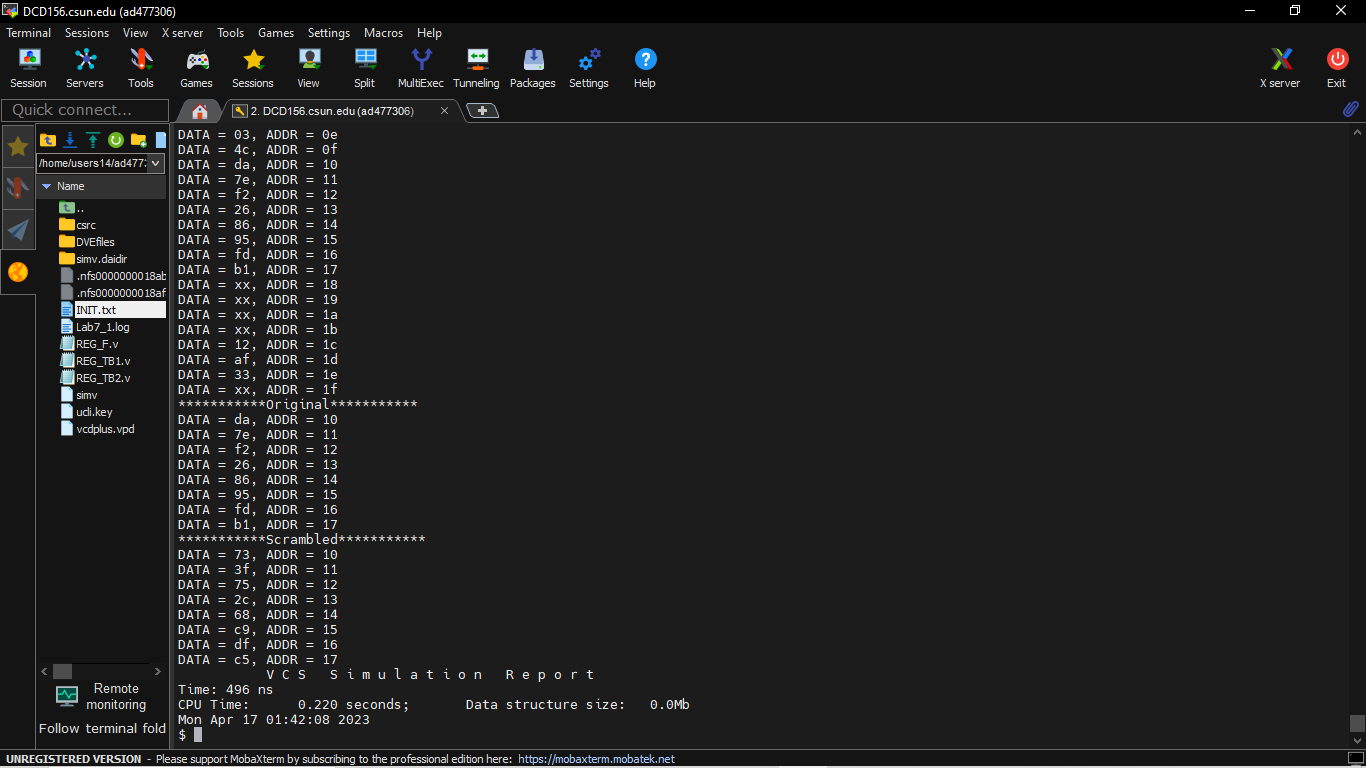 DCD156.csun.edu (ad477306)
Terminal Sessions View X server Tools Games Settings Macros Help
Session Servers Tools Games Sessions View Split MultiExec Tunneling Packages Settings Help X server Exit
Quick connect...
2. DCD156.csun.edu (ad477306)
/home/users14/ad477
Name
..
csrc
DVEfiles
simv.daidir
.nfs0000000018ab
.nfs0000000018af
INIT.txt
Lab7_1.log
REG_F.v
REG_TB1.v
REG_TB2.v
simv
ucli.key
vcdplus.vpd
Remote
monitoring
Follow terminal fold
DATA = 03, ADDR = 0e
DATA = 4c, ADDR = 0f
DATA = da, ADDR = 10
DATA = 7e, ADDR = 11
DATA = f2, ADDR = 12
DATA = 26, ADDR = 13
DATA = 86, ADDR = 14
DATA = 95, ADDR = 15
DATA = fd, ADDR = 16
DATA = b1, ADDR = 17
DATA = xx, ADDR = 18
DATA = xx, ADDR = 19
DATA = xx, ADDR = 1a
DATA = xx, ADDR = 1b
DATA = 12, ADDR = 1c
DATA = af, ADDR = 1d
DATA = 33, ADDR = 1e
DATA = xx, ADDR = 1f
***********Original***********
DATA = da, ADDR = 10
DATA = 7e, ADDR = 11
DATA = f2, ADDR = 12
DATA = 26, ADDR = 13
DATA = 86, ADDR = 14
DATA = 95, ADDR = 15
DATA = fd, ADDR = 16
DATA = b1, ADDR = 17
***********Scrambled***********
DATA = 73, ADDR = 10
DATA = 3f, ADDR = 11
DATA = 75, ADDR = 12
DATA = 2c, ADDR = 13
DATA = 68, ADDR = 14
DATA = c9, ADDR = 15
DATA = df, ADDR = 16
DATA = c5, ADDR = 17
V C S   S i m u l a t i o n   R e p o r t
Time: 496 ns
CPU Time:      0.220 seconds;       Data structure size:   0.0Mb
Mon Apr 17 01:42:08 2023
$
UNREGISTERED VERSION - Please support MobaXterm by subscribing to the professional edition here: https://mobaxterm.mobatek.net